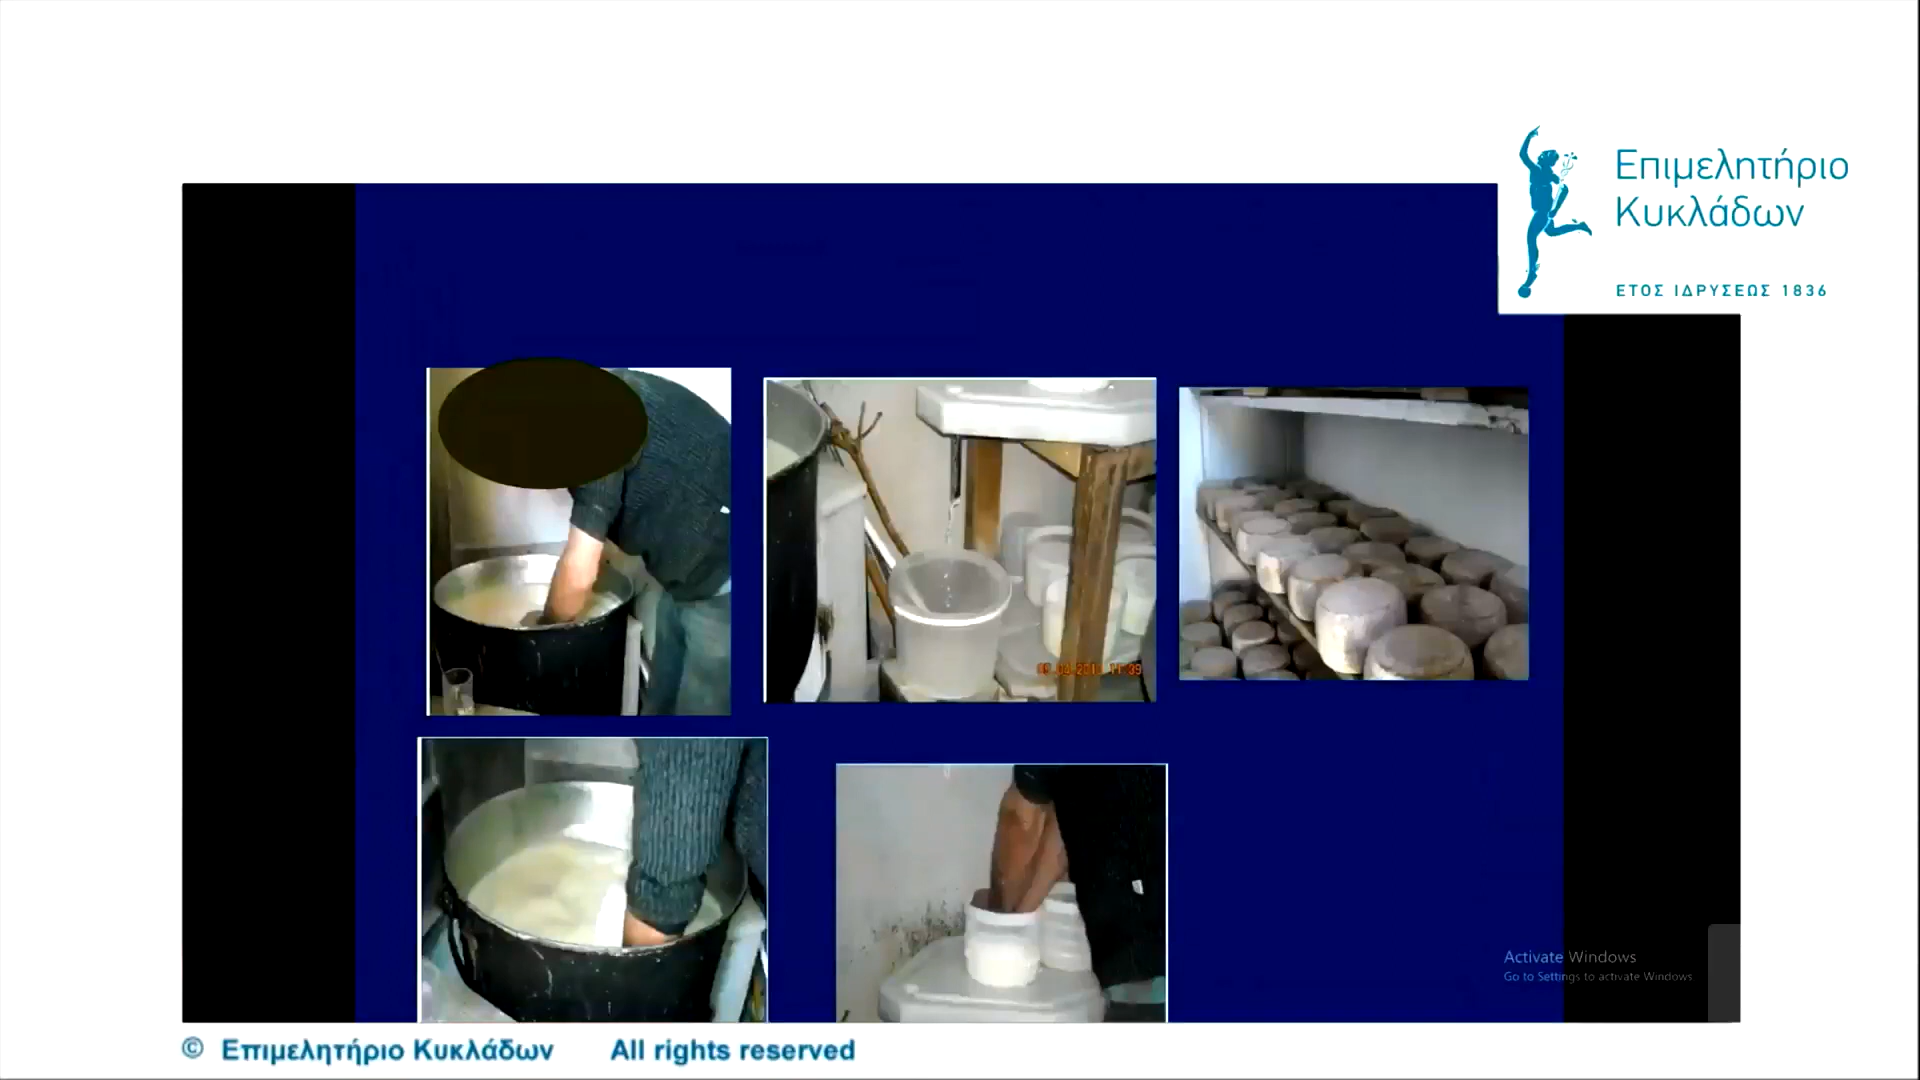 Επιμελητήριο
Κυκλάδων
ΕΤΟΣ ΙΔΡΥΣΕΩΣ 1836
Activate Windows
Go to Settings to activate Windows.
© Επιμελητήριο Κυκλάδων All rights reserved